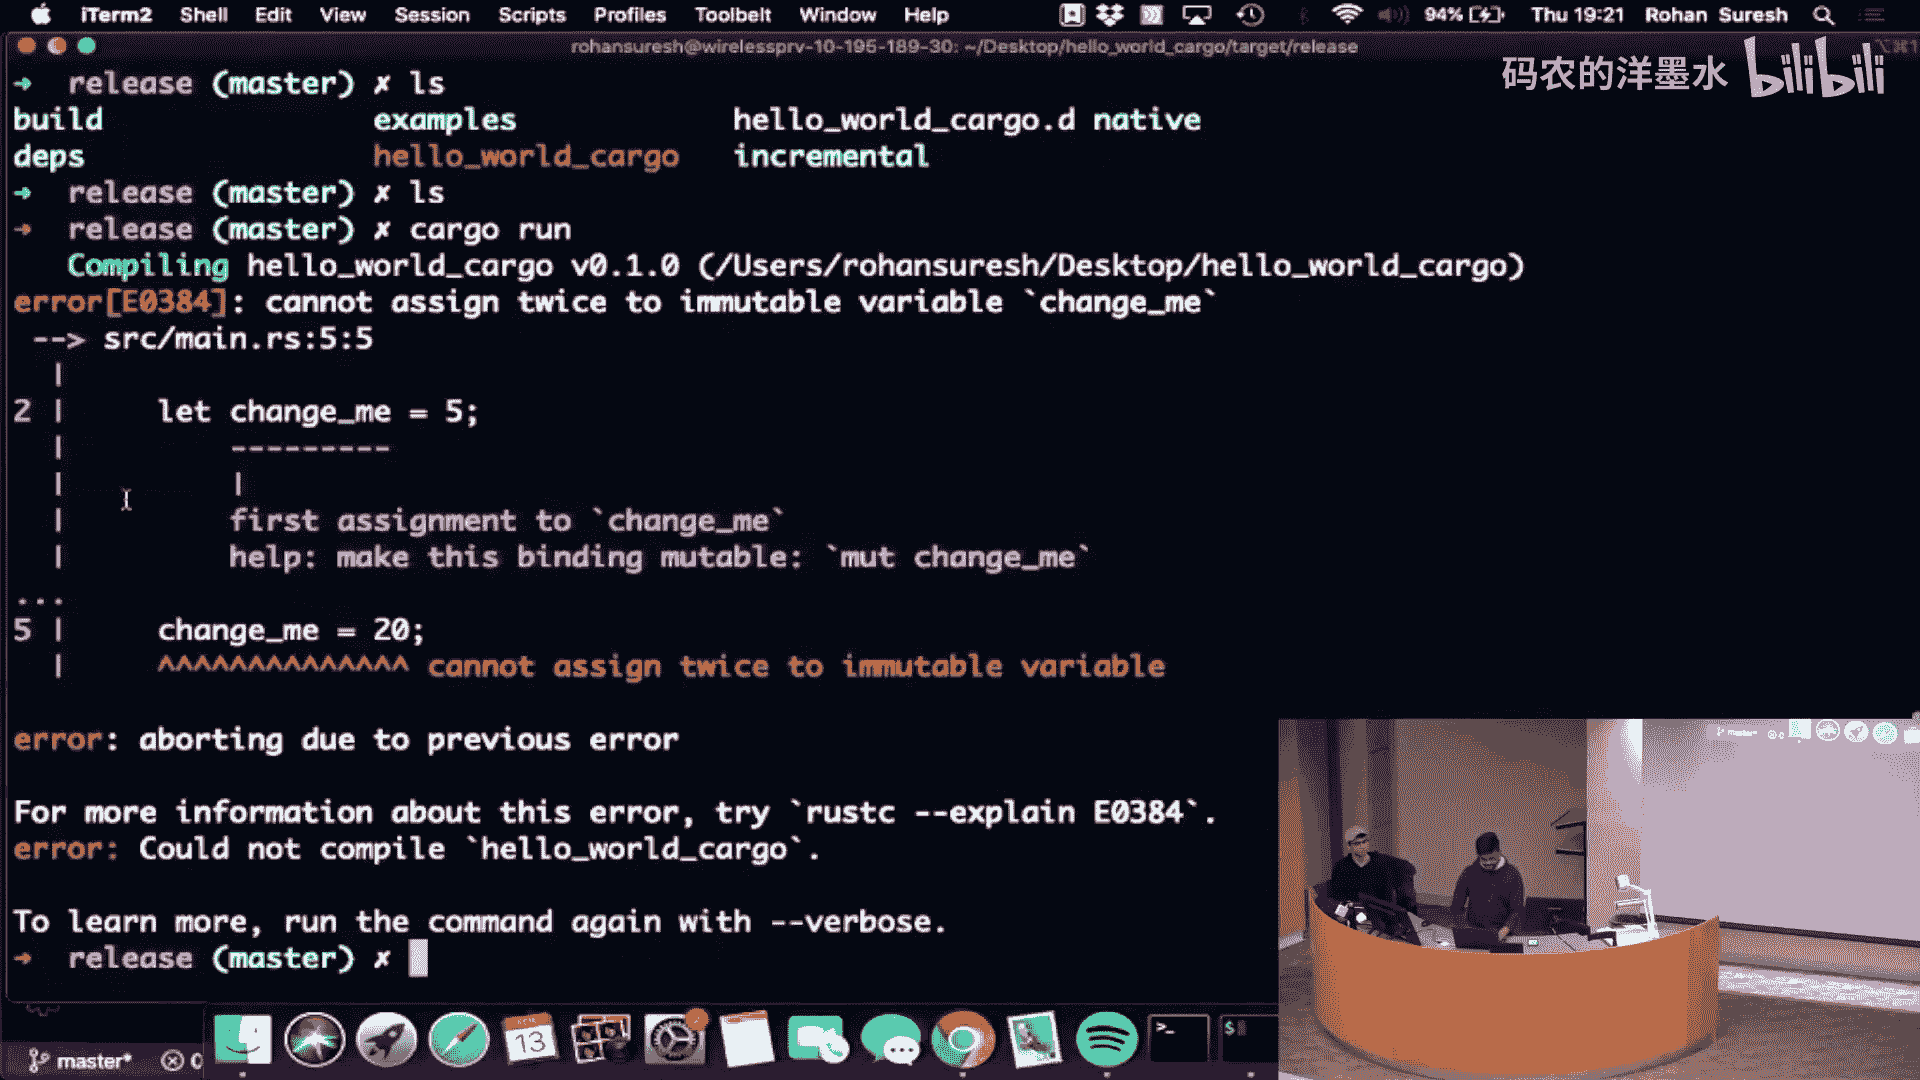 iTerm2 Shell Edit View Session Scripts Profiles Toolbelt Window Help 94% Thu 19:21 Rohan Suresh
rohansuresh@wirelessprv-10-195-189-30: ~/Desktop/hello_world_cargo/target/release
码农的洋墨水 bilibili
→ release (master) ✗ ls
build examples hello_world_cargo.d native
deps hello_world_cargo incremental
→ release (master) ✗ ls
→ release (master) ✗ cargo run
Compiling hello_world_cargo v0.1.0 (/Users/rohansuresh/Desktop/hello_world_cargo)
error[E0384]: cannot assign twice to immutable variable `change_me`
--> src/main.rs:5:5
|
2 | let change_me = 5;
| ---------
| |
| first assignment to `change_me`
| help: make this binding mutable: `mut change_me`
...
5 | change_me = 20;
| ^^^^^^^^^^^^^^ cannot assign twice to immutable variable
error: aborting due to previous error
For more information about this error, try `rustc --explain E0384`.
error: Could not compile `hello_world_cargo`.
To learn more, run the command again with --verbose.
→ release (master) ✗
13
>_
$
master* 0
master*